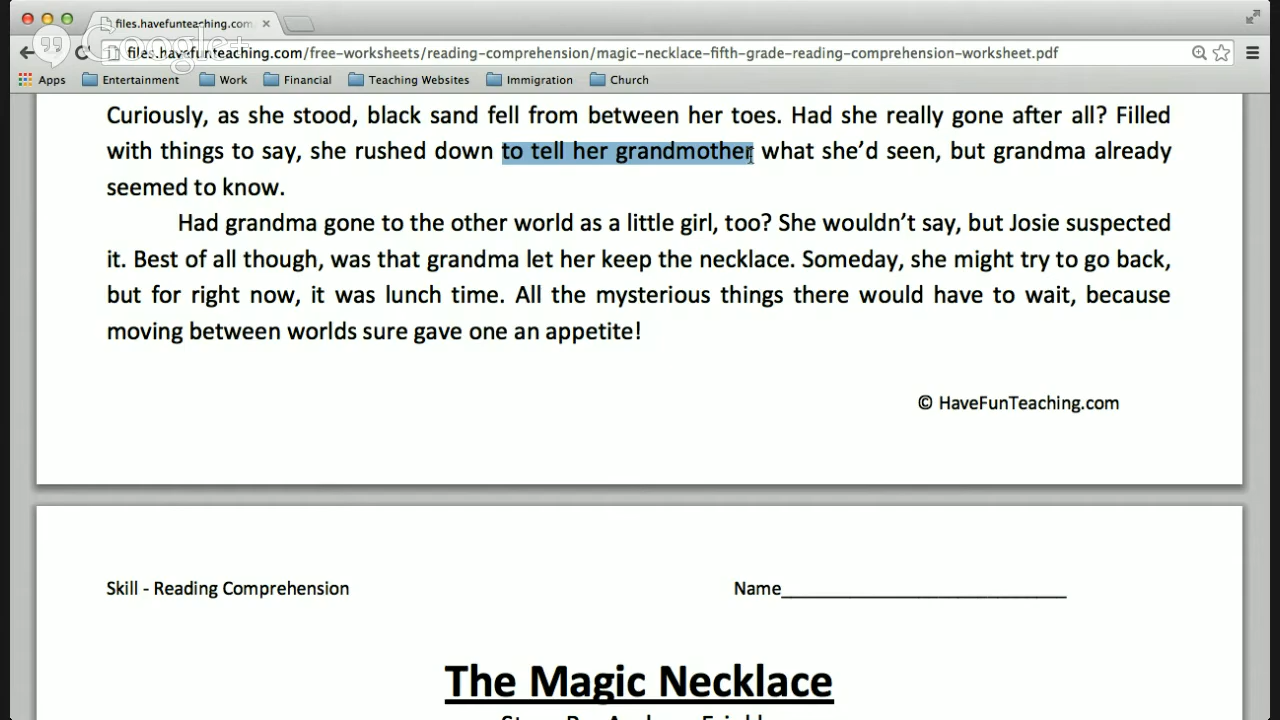 files.havefunteaching.com
Google+
files.havefunteaching.com/free-worksheets/reading-comprehension/magic-necklace-fifth-grade-reading-comprehension-worksheet.pdf
Apps Entertainment Work Financial Teaching Websites Immigration Church
Curiously, as she stood, black sand fell from between her toes. Had she really gone after all? Filled
with things to say, she rushed down to tell her grandmother what she’d seen, but grandma already
seemed to know.
Had grandma gone to the other world as a little girl, too? She wouldn’t say, but Josie suspected
it. Best of all though, was that grandma let her keep the necklace. Someday, she might try to go back,
but for right now, it was lunch time. All the mysterious things there would have to wait, because
moving between worlds sure gave one an appetite!
© HaveFunTeaching.com
Skill - Reading Comprehension Name____________________________
The Magic Necklace